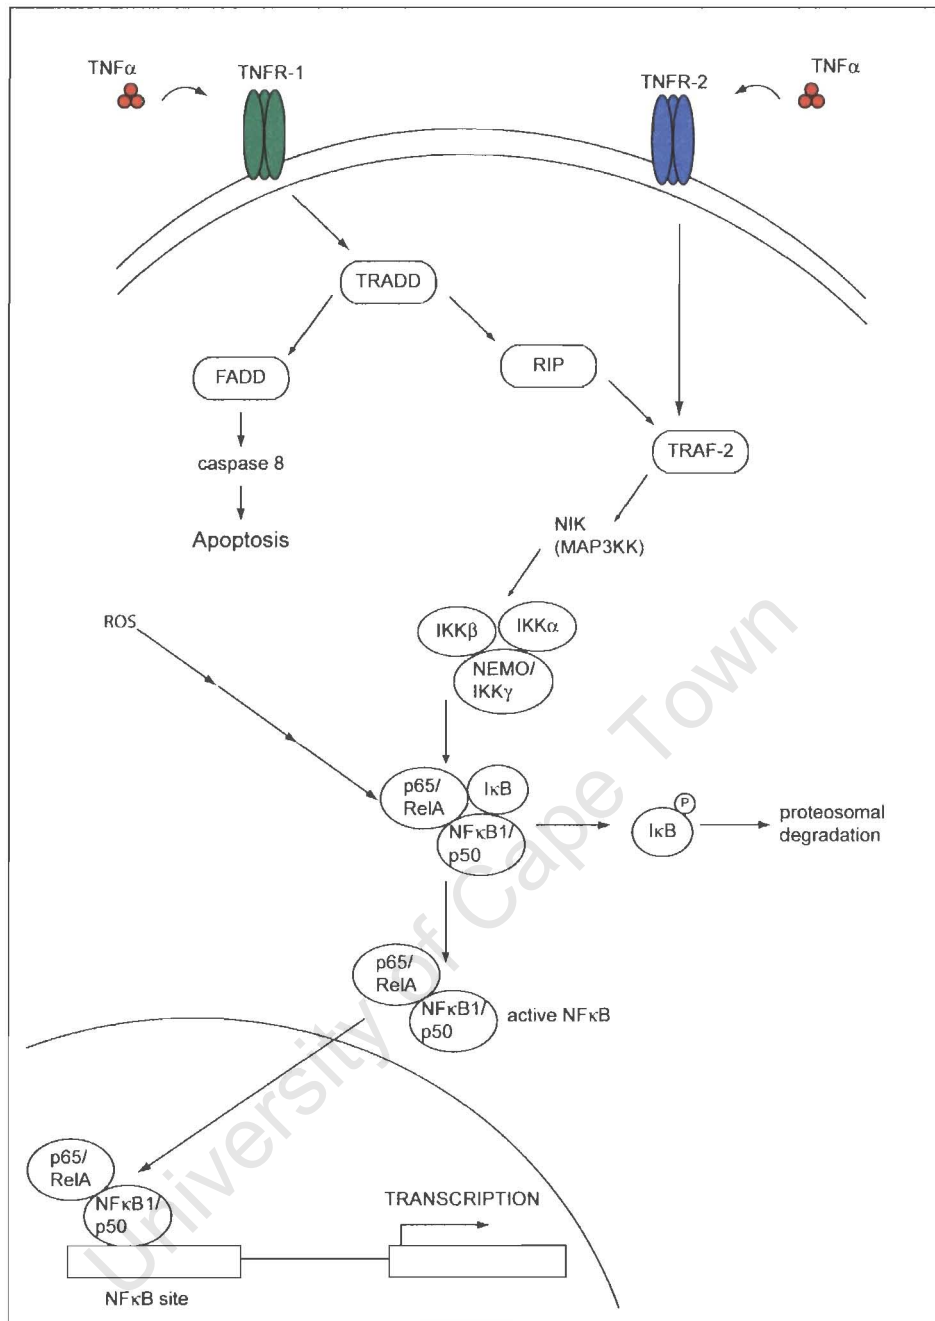 TNFα
TNFR-1
TNFR-2
TNFα
TRADD
FADD
RIP
caspase 8
TRAF-2
Apoptosis
NIK
(MAP3KK)
ROS
IKKβ
IKKα
NEMO/
IKKγ
p65/
RelA
IκB
NFκB1/
p50
P
IκB
proteosomal
degradation
p65/
RelA
NFκB1/
p50
active NFκB
p65/
RelA
NFκB1/
p50
TRANSCRIPTION
NFκB site
University of Cape Town